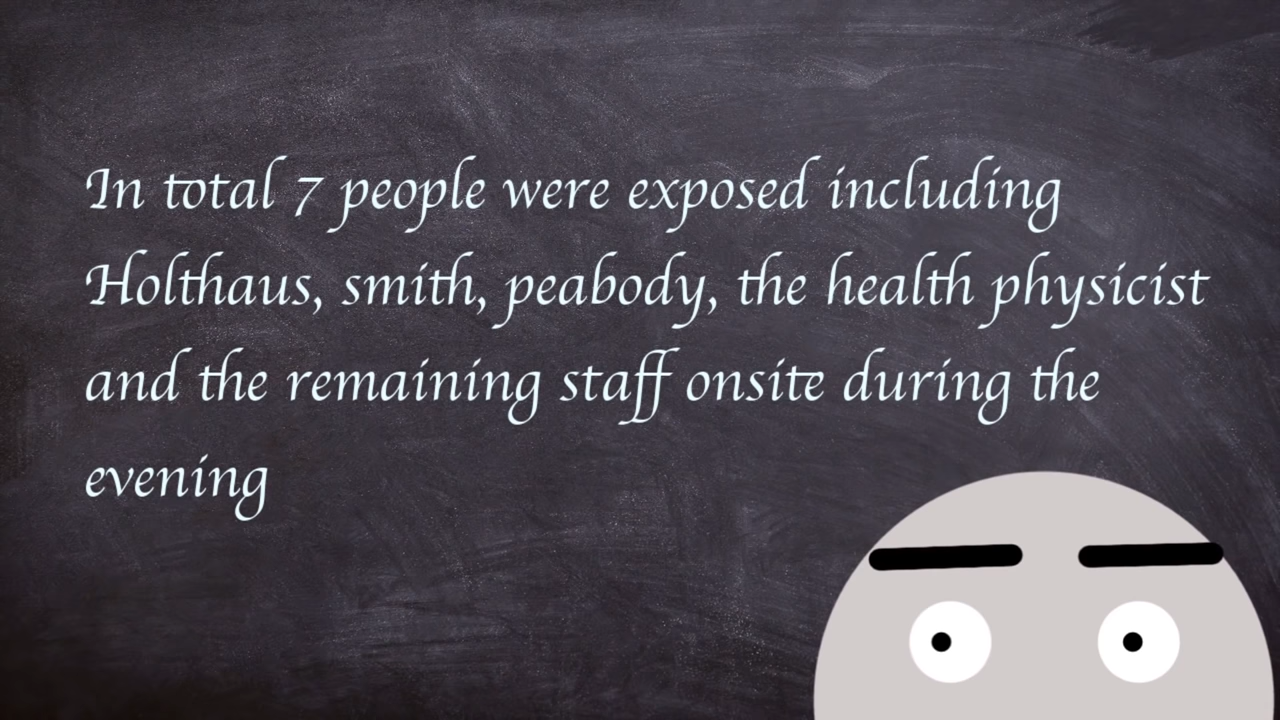 In total 7 people were exposed including
Holthaus, smith, peabody, the health physicist
and the remaining staff onsite during the
evening